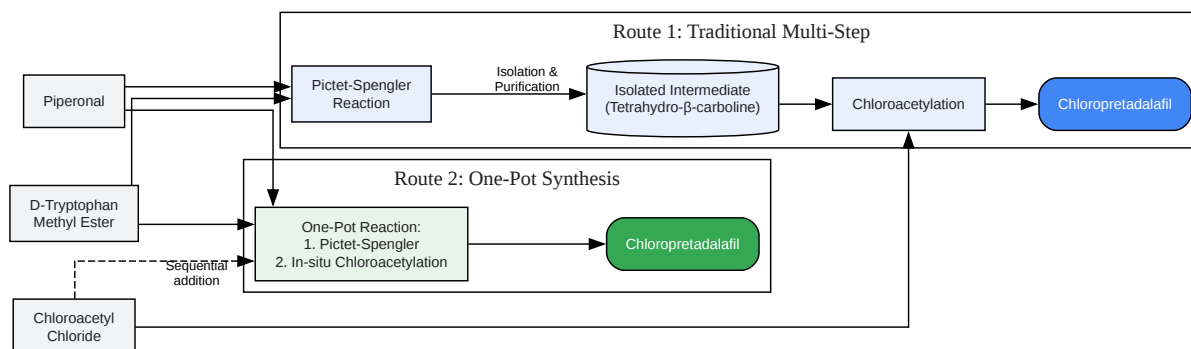 Route 1: Traditional Multi-Step
Piperonal
Pictet-Spengler
Reaction
Isolation &
Purification
Isolated Intermediate
(Tetrahydro-β-carboline)
Chloroacetylation
Chloropretadalafil
Route 2: One-Pot Synthesis
D-Tryptophan
Methyl Ester
One-Pot Reaction:
1. Pictet-Spengler
2. In-situ Chloroacetylation
Chloropretadalafil
Sequential
addition
Chloroacetyl
Chloride